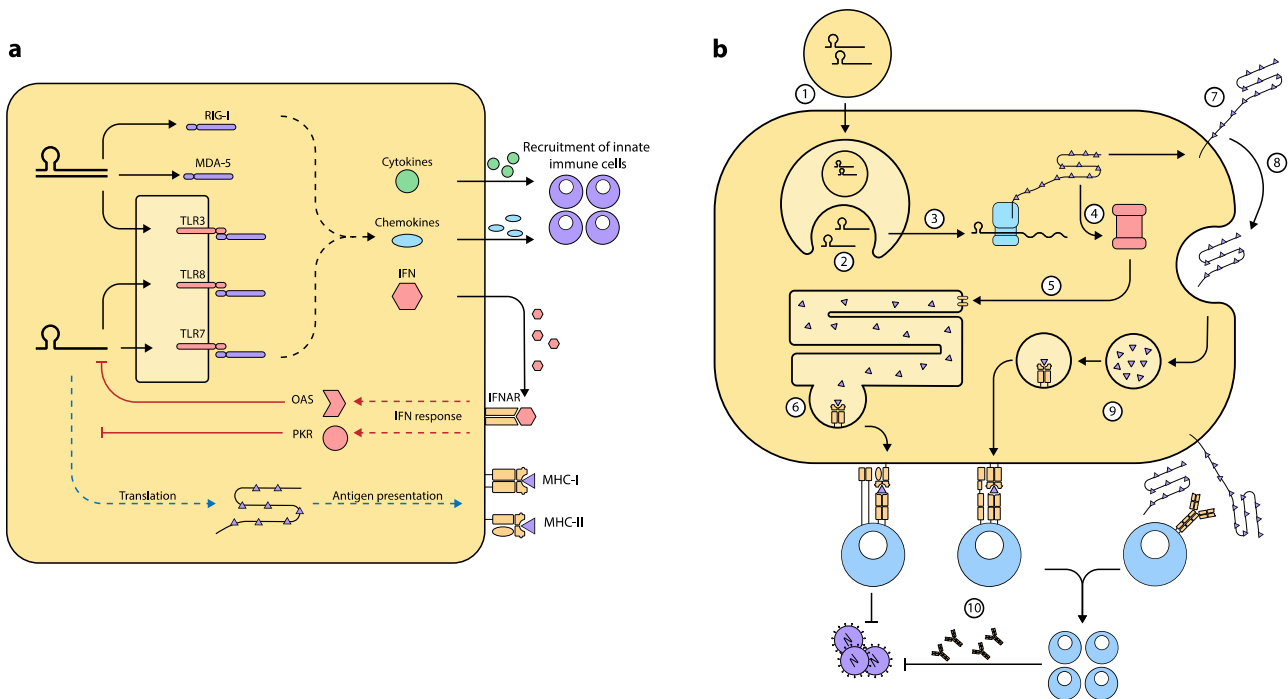 a
RIG-I
MDA-5
TLR3
TLR8
TLR7
Cytokines
Chemokines
IFN
Recruitment of innate
immune cells
OAS
PKR
IFN response
IFNAR
Translation
Antigen presentation
MHC-I
MHC-II
b
1
2
3
4
5
6
7
8
9
10